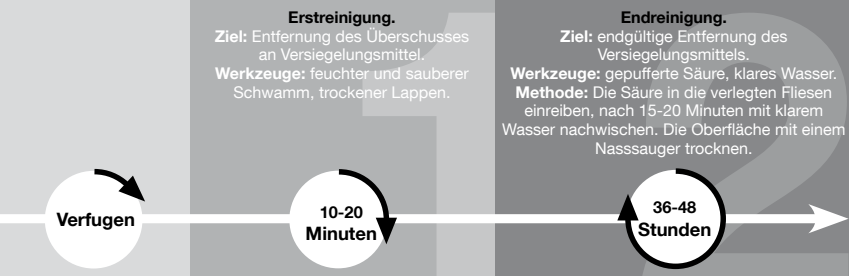 Erstreinigung.
Ziel: Entfernung des Überschusses
an Versiegelungsmittel.
Werkzeuge: feuchter und sauberer
Schwamm, trockener Lappen.
1
Endreinigung.
Ziel: endgültige Entfernung des
Versiegelungsmittels.
Werkzeuge: gepufferte Säure, klares Wasser.
Methode: Die Säure in die verlegten Fliesen
einreiben, nach 15-20 Minuten mit klarem
Wasser nachwischen. Die Oberfläche mit einem
Nasssauger trocknen.
2
Verfugen
10-20
Minuten
36-48
Stunden